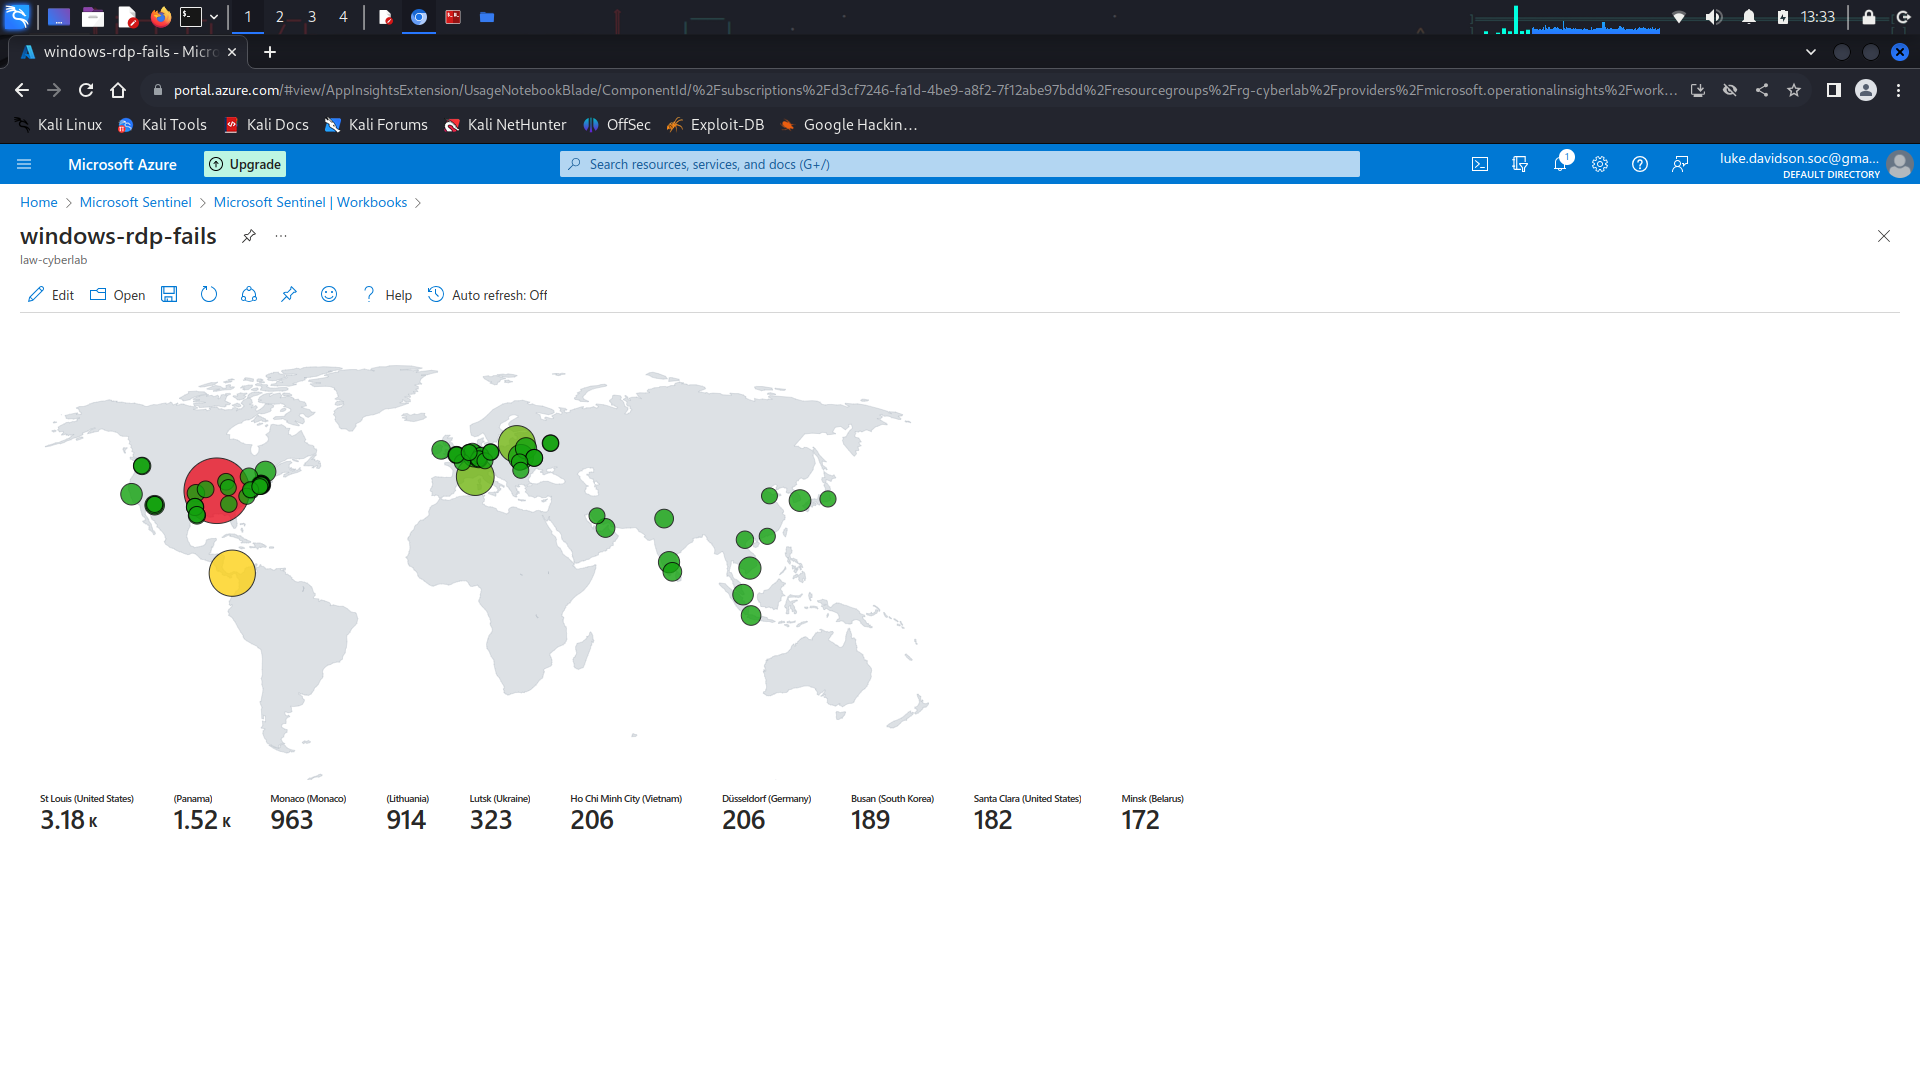 1 2 3 4 13:33
windows-rdp-fails - Micro
portal.azure.com/#view/AppInsightsExtension/UsageNotebookBlade/ComponentId/%2Fsubscriptions%2Fd3cf7246-fa1d-4be9-a8f2-7f12abe97bdd%2Fresourcegroups%2Frg-cyberlab%2Fproviders%2Fmicrosoft.operationalinsights%2Fwork...
Kali Linux Kali Tools Kali Docs Kali Forums Kali NetHunter OffSec Exploit-DB Google Hackin...
Microsoft Azure Upgrade Search resources, services, and docs (G+/) 1 luke.davidson.soc@gma...
DEFAULT DIRECTORY
Home > Microsoft Sentinel > Microsoft Sentinel | Workbooks >
windows-rdp-fails ...
law-cyberlab
Edit Open Help Auto refresh: Off
St Louis (United States) (Panama) Monaco (Monaco) (Lithuania) Lutsk (Ukraine) Ho Chi Minh City (Vietnam) Düsseldorf (Germany) Busan (South Korea) Santa Clara (United States) Minsk (Belarus)
3.18 K 1.52 K 963 914 323 206 206 189 182 172